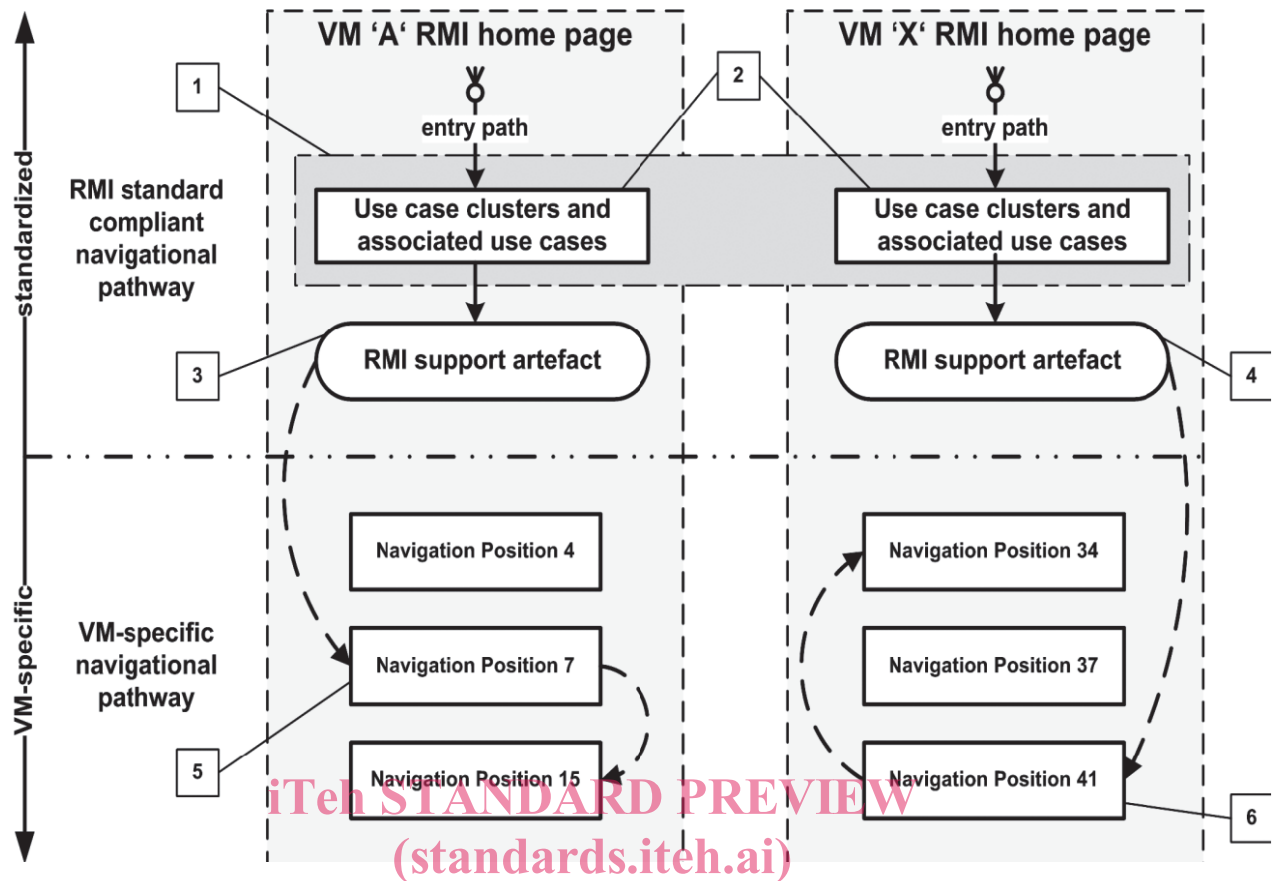 VM ‘A‘ RMI home page
VM ‘X‘ RMI home page
1
2
entry path
entry path
standardized
RMI standard
compliant
navigational
pathway
Use case clusters and
associated use cases
Use case clusters and
associated use cases
3
RMI support artefact
RMI support artefact
4
VM-specific
VM-specific
navigational
pathway
Navigation Position 4
Navigation Position 34
Navigation Position 7
Navigation Position 37
5
Navigation Position 15
Navigation Position 41
6
iTeh STANDARD PREVIEW
(standards.iteh.ai)